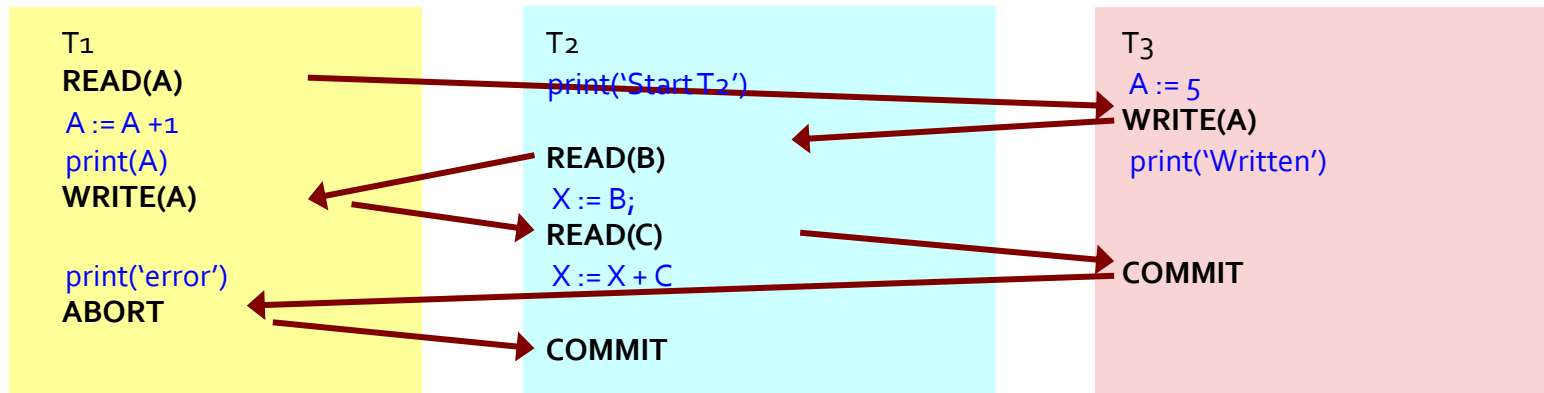 T1
READ(A)
A := A +1
print(A)
WRITE(A)
print(‘error’)
ABORT
T2
print(‘Start T2’)
READ(B)
X := B;
READ(C)
X := X + C
COMMIT
T3
A := 5
WRITE(A)
print(‘Written’)
COMMIT